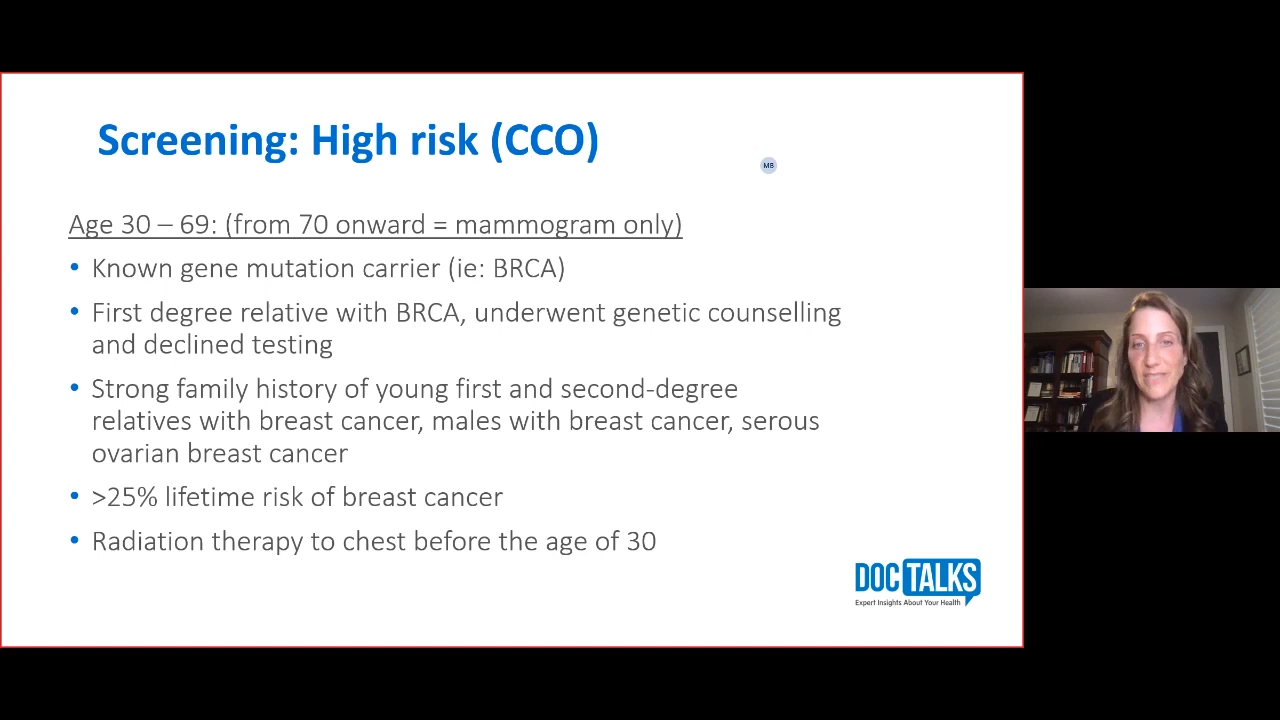 Screening: High risk (CCO)
MB
Age 30 – 69: (from 70 onward = mammogram only)
• Known gene mutation carrier (ie: BRCA)
• First degree relative with BRCA, underwent genetic counselling
and declined testing
• Strong family history of young first and second-degree
relatives with breast cancer, males with breast cancer, serous
ovarian breast cancer
• >25% lifetime risk of breast cancer
• Radiation therapy to chest before the age of 30
DOC TALKS
Expert Insights About Your Health